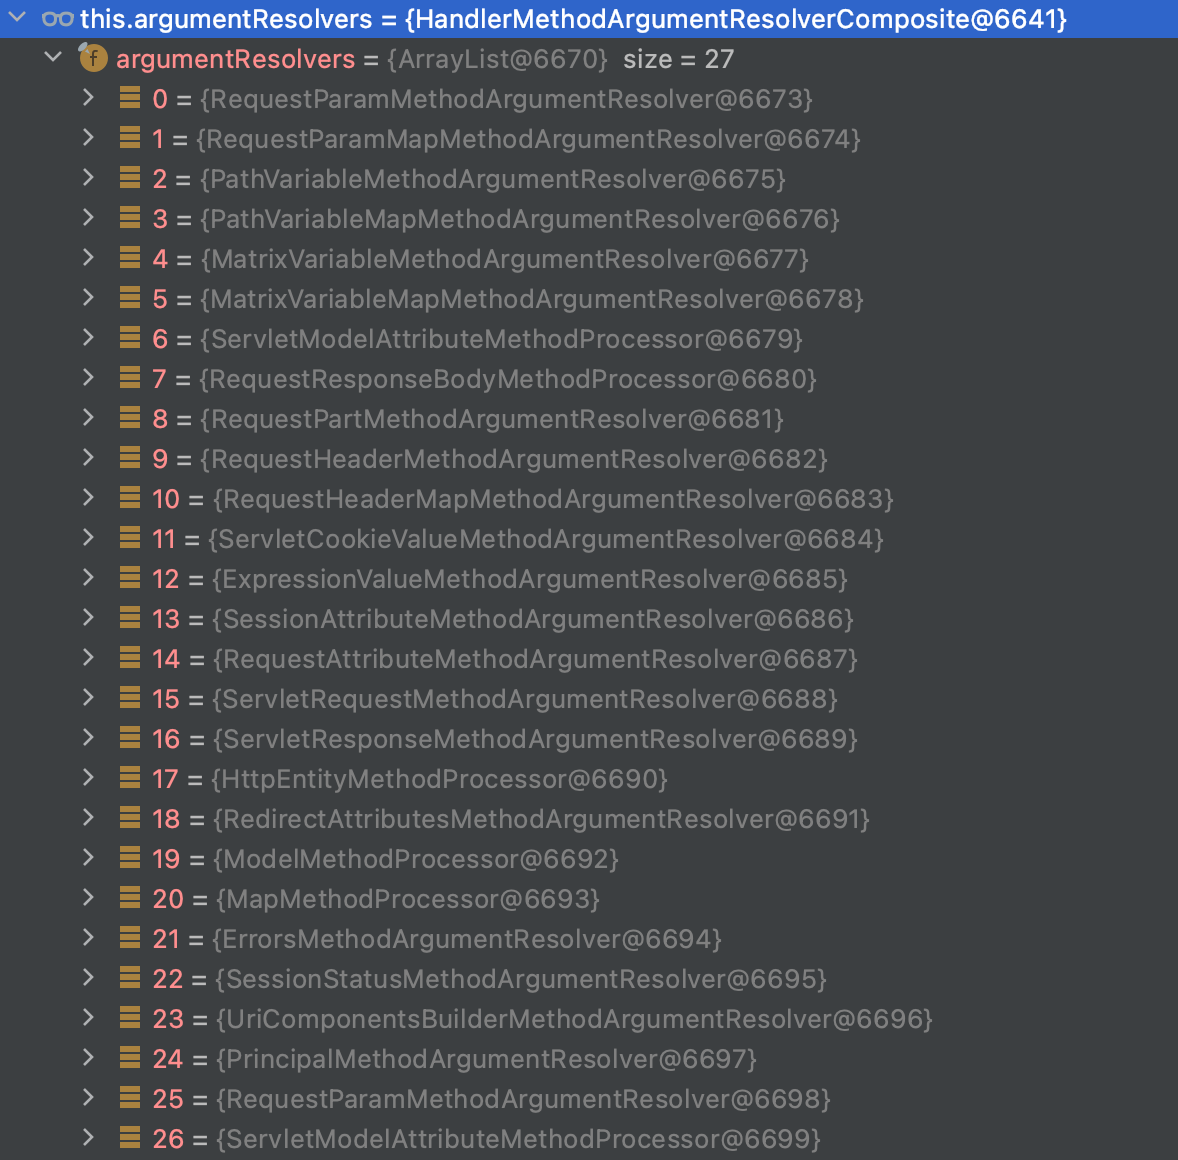 this.argumentResolvers = {HandlerMethodArgumentResolverComposite@6641}
f argumentResolvers = {ArrayList@6670} size = 27
0 = {RequestParamMethodArgumentResolver@6673}
1 = {RequestParamMapMethodArgumentResolver@6674}
2 = {PathVariableMethodArgumentResolver@6675}
3 = {PathVariableMapMethodArgumentResolver@6676}
4 = {MatrixVariableMethodArgumentResolver@6677}
5 = {MatrixVariableMapMethodArgumentResolver@6678}
6 = {ServletModelAttributeMethodProcessor@6679}
7 = {RequestResponseBodyMethodProcessor@6680}
8 = {RequestPartMethodArgumentResolver@6681}
9 = {RequestHeaderMethodArgumentResolver@6682}
10 = {RequestHeaderMapMethodArgumentResolver@6683}
11 = {ServletCookieValueMethodArgumentResolver@6684}
12 = {ExpressionValueMethodArgumentResolver@6685}
13 = {SessionAttributeMethodArgumentResolver@6686}
14 = {RequestAttributeMethodArgumentResolver@6687}
15 = {ServletRequestMethodArgumentResolver@6688}
16 = {ServletResponseMethodArgumentResolver@6689}
17 = {HttpEntityMethodProcessor@6690}
18 = {RedirectAttributesMethodArgumentResolver@6691}
19 = {ModelMethodProcessor@6692}
20 = {MapMethodProcessor@6693}
21 = {ErrorsMethodArgumentResolver@6694}
22 = {SessionStatusMethodArgumentResolver@6695}
23 = {UriComponentsBuilderMethodArgumentResolver@6696}
24 = {PrincipalMethodArgumentResolver@6697}
25 = {RequestParamMethodArgumentResolver@6698}
26 = {ServletModelAttributeMethodProcessor@6699}